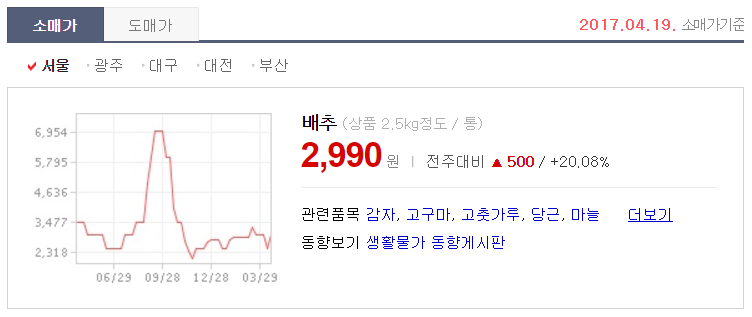 소매가 도매가 2017.04.19. 소매가기준
서울 광주 대구 대전 부산
배추 (상품 2.5kg정도 / 통)
2,990 원 | 전주대비 ▲ 500 / +20.08%
관련품목 감자, 고구마, 고춧가루, 당근, 마늘 더보기
동향보기 생활물가 동향게시판
6,954
5,795
4,636
3,477
2,318
06/29 09/28 12/28 03/29